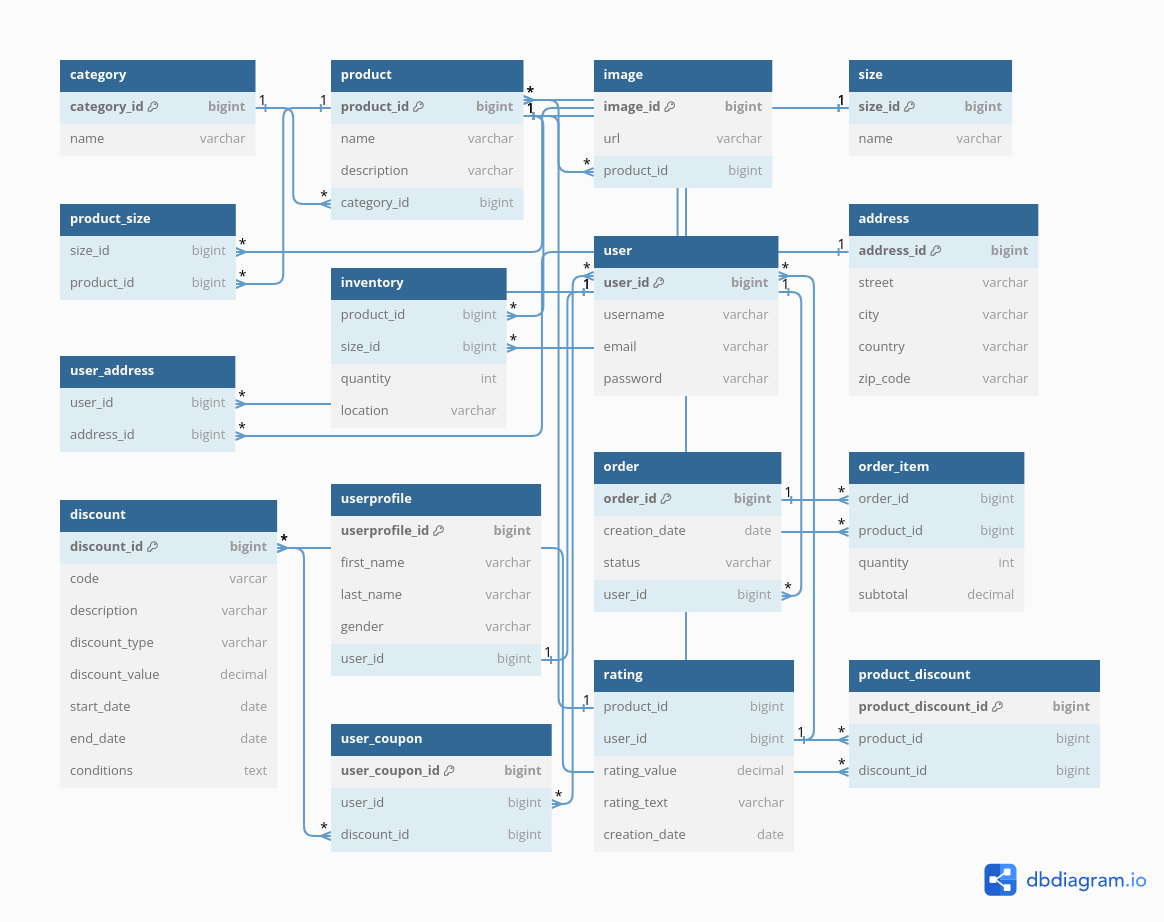 category
category_id bigint
name varchar
product
product_id bigint
name varchar
description varchar
category_id bigint
image
image_id bigint
url varchar
product_id bigint
size
size_id bigint
name varchar
product_size
size_id bigint
product_id bigint
inventory
product_id bigint
size_id bigint
quantity int
location varchar
user
user_id bigint
username varchar
email varchar
password varchar
address
address_id bigint
street varchar
city varchar
country varchar
zip_code varchar
user_address
user_id bigint
address_id bigint
discount
discount_id bigint
code varcar
description varchar
discount_type varchar
discount_value decimal
start_date date
end_date date
conditions text
userprofile
userprofile_id bigint
first_name varchar
last_name varchar
gender varchar
user_id bigint
order
order_id bigint
creation_date date
status varchar
user_id bigint
order_item
order_id bigint
product_id bigint
quantity int
subtotal decimal
user_coupon
user_coupon_id bigint
user_id bigint
discount_id bigint
rating
product_id bigint
user_id bigint
rating_value decimal
rating_text varchar
creation_date date
product_discount
product_discount_id bigint
product_id bigint
discount_id bigint
1
1
*
*
1
*
1
*
*
*
*
*
1
*
1
1
*
*
*
1
*
*
*
*
1
1
*
*
1
*
*
dbdiagram.io